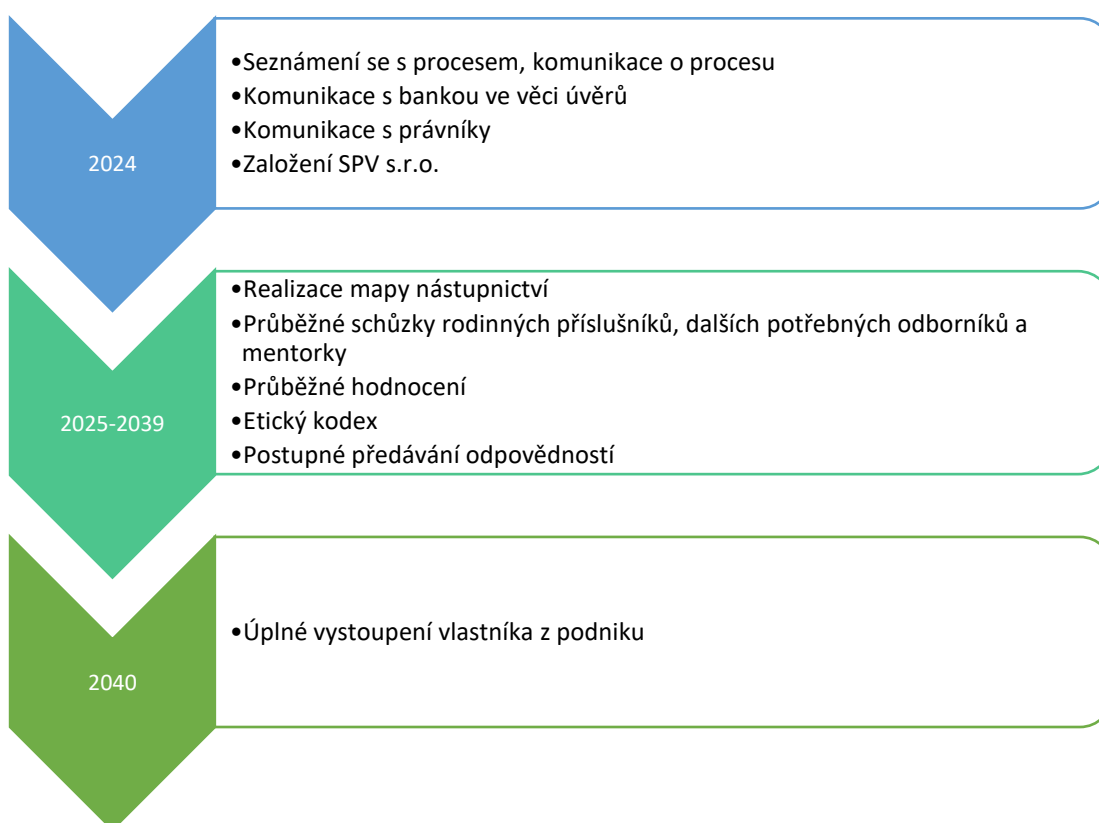 2024
•Seznámení se s procesem, komunikace o procesu
•Komunikace s bankou ve věci úvěrů
•Komunikace s právníky
•Založení SPV s.r.o.
2025-2039
•Realizace mapy nástupnictví
•Průběžné schůzky rodinných příslušníků, dalších potřebných odborníků a
mentorky
•Průběžné hodnocení
•Etický kodex
•Postupné předávání odpovědností
2040
•Úplné vystoupení vlastníka z podniku